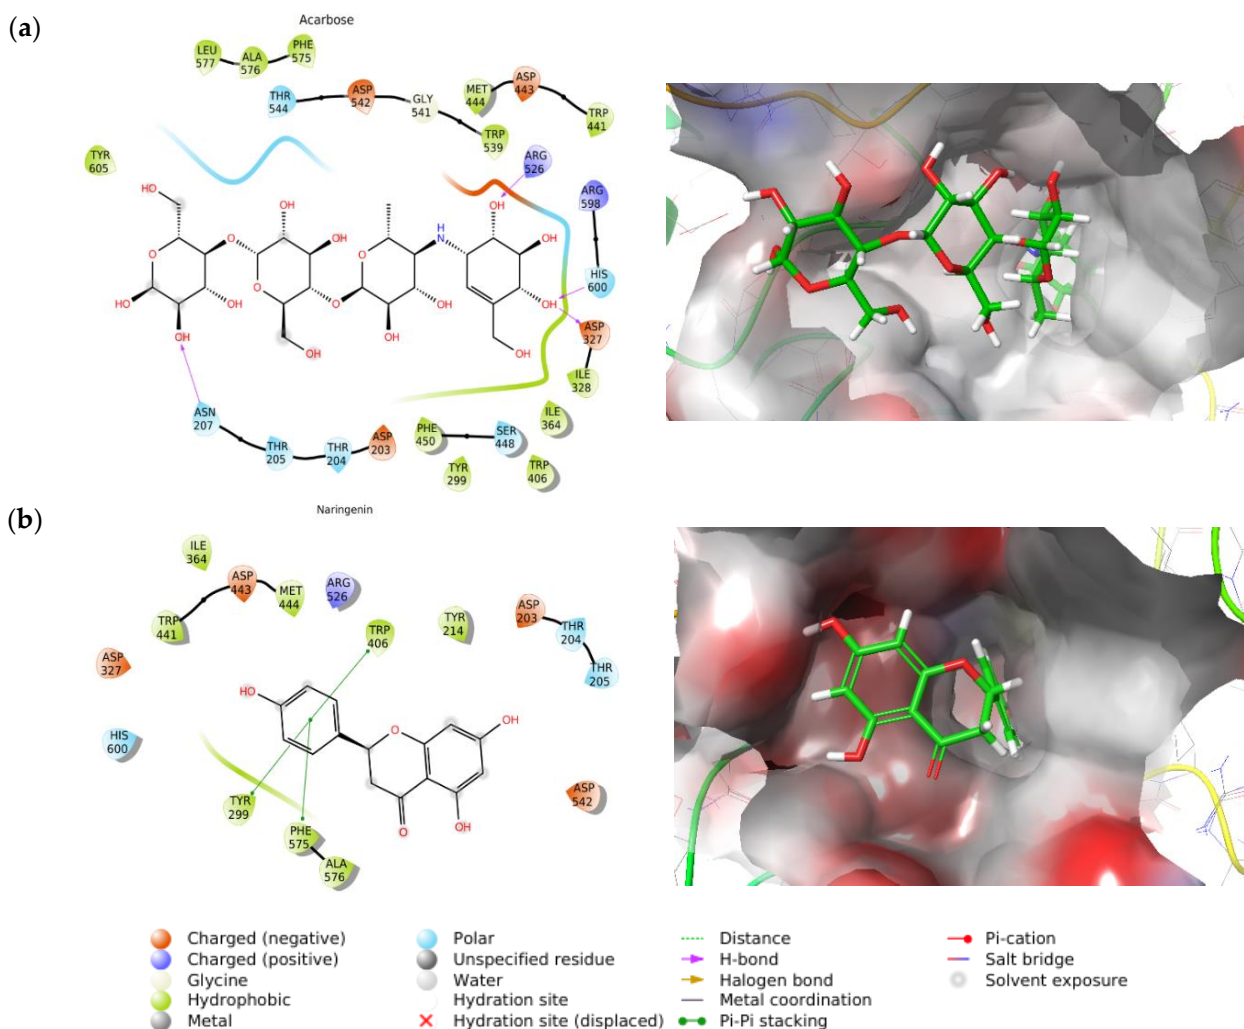 (a)
Acarbose
LEU
577
ALA
576
PHE
575
THR
544
ASP
542
GLY
541
TRP
539
MET
444
ASP
443
TRP
441
TYR
605
ARG
526
ARG
598
HIS
600
ASP
327
ILE
328
ILE
364
HO
OH
OH
OH
N
H
OH
OH
O
O
O
O
O
O
HO
OH
OH
OH
OH
OH
OH
OH
OH
OH
ASN
207
THR
205
THR
204
ASP
203
PHE
450
SER
448
TYR
299
TRP
406
(b)
Naringenin
ILE
364
ASP
443
MET
444
ARG
526
TRP
441
TRP
406
TYR
214
ASP
203
THR
204
THR
205
ASP
327
HIS
600
HO
O
OH
O
OH
TYR
299
PHE
575
ALA
576
ASP
542
Charged (negative)
Charged (positive)
Glycine
Hydrophobic
Metal
Polar
Unspecified residue
Water
Hydration site
Hydration site (displaced)
Distance
H-bond
Halogen bond
Metal coordination
Pi-Pi stacking
Pi-cation
Salt bridge
Solvent exposure